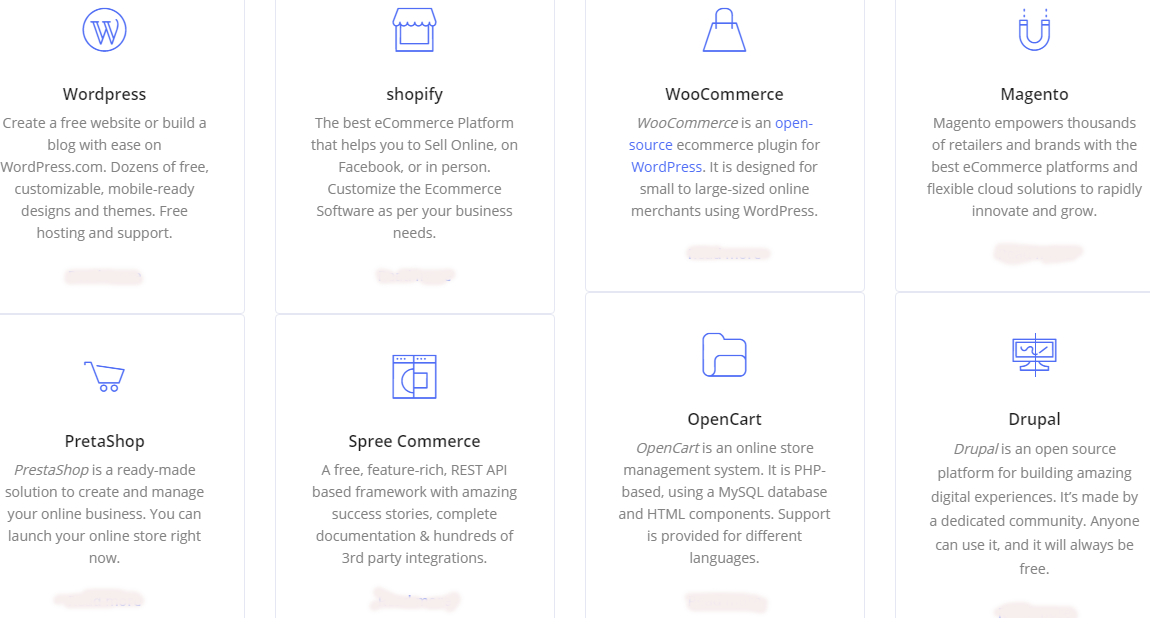 Wordpress
Create a free website or build a
blog with ease on
WordPress.com. Dozens of free,
customizable, mobile-ready
designs and themes. Free
hosting and support.
shopify
The best eCommerce Platform
that helps you to Sell Online, on
Facebook, or in person.
Customize the Ecommerce
Software as per your business
needs.
WooCommerce
WooCommerce is an open-
source ecommerce plugin for
WordPress. It is designed for
small to large-sized online
merchants using WordPress.
Magento
Magento empowers thousands
of retailers and brands with the
best eCommerce platforms and
flexible cloud solutions to rapidly
innovate and grow.
PretaShop
PrestaShop is a ready-made
solution to create and manage
your online business. You can
launch your online store right
now.
Spree Commerce
A free, feature-rich, REST API
based framework with amazing
success stories, complete
documentation & hundreds of
3rd party integrations.
OpenCart
OpenCart is an online store
management system. It is PHP-
based, using a MySQL database
and HTML components. Support
is provided for different
languages.
Drupal
Drupal is an open source
platform for building amazing
digital experiences. It’s made by
a dedicated community. Anyone
can use it, and it will always be
free.